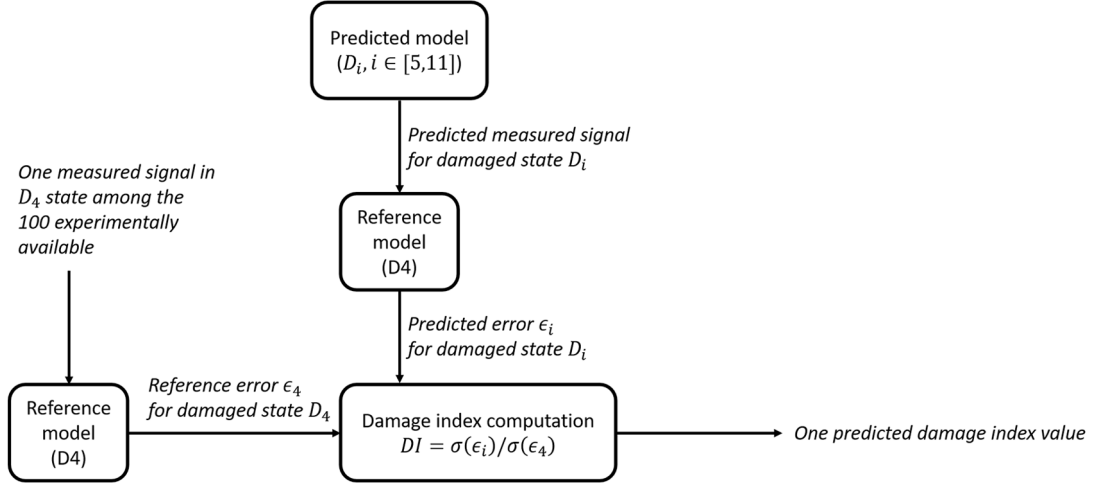 Predicted model
(D_i, i ∈ [5,11])
Predicted measured signal
for damaged state D_i
One measured signal in
D_4 state among the
100 experimentally
available
Reference
model
(D4)
Predicted error ϵ_i
for damaged state D_i
Reference
model
(D4)
Reference error ϵ_4
for damaged state D_4
Damage index computation
DI = σ(ϵ_i)/σ(ϵ_4)
One predicted damage index value